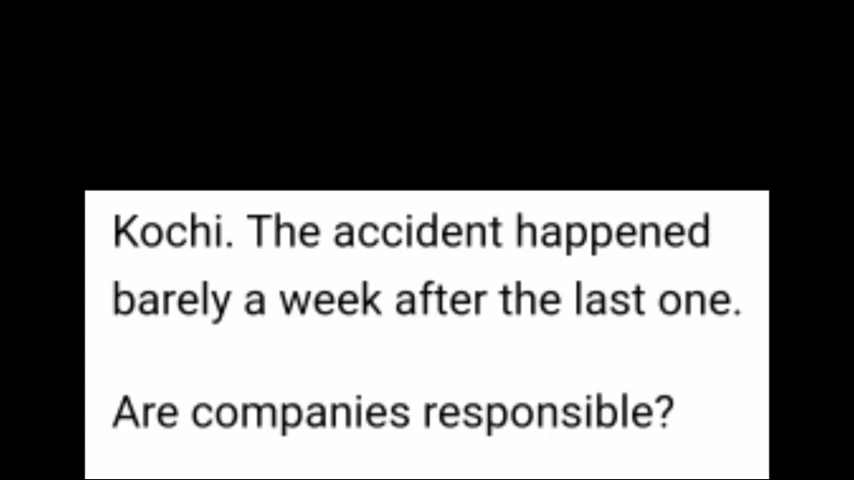 Kochi. The accident happened
barely a week after the last one.
Are companies responsible?